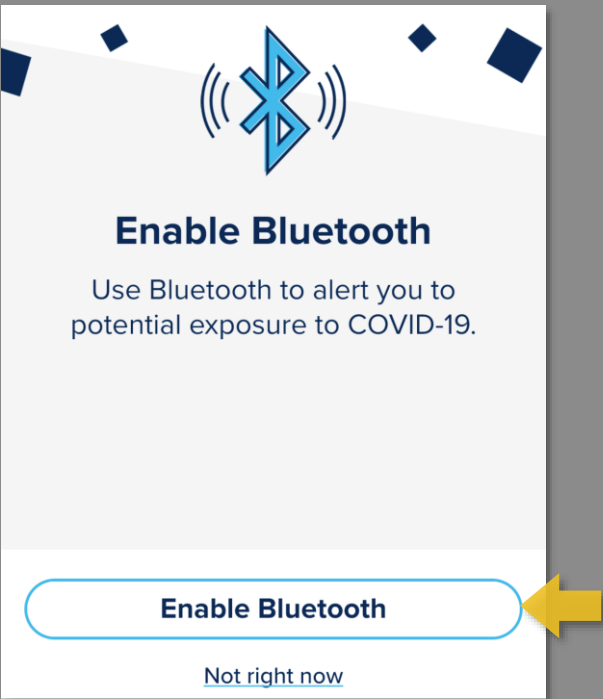 Enable Bluetooth
Use Bluetooth to alert you to
potential exposure to COVID-19.
Enable Bluetooth
Not right now